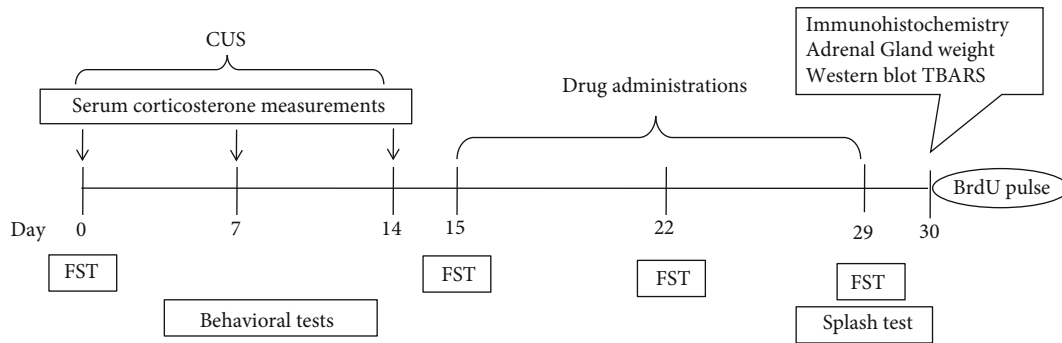 CUS
Serum corticosterone measurements
Drug administrations
Immunohistochemistry
Adrenal Gland weight
Western blot TBARS
BrdU pulse
Day 0 7 14 15 22 29 30
FST FST FST FST
Behavioral tests
Splash test